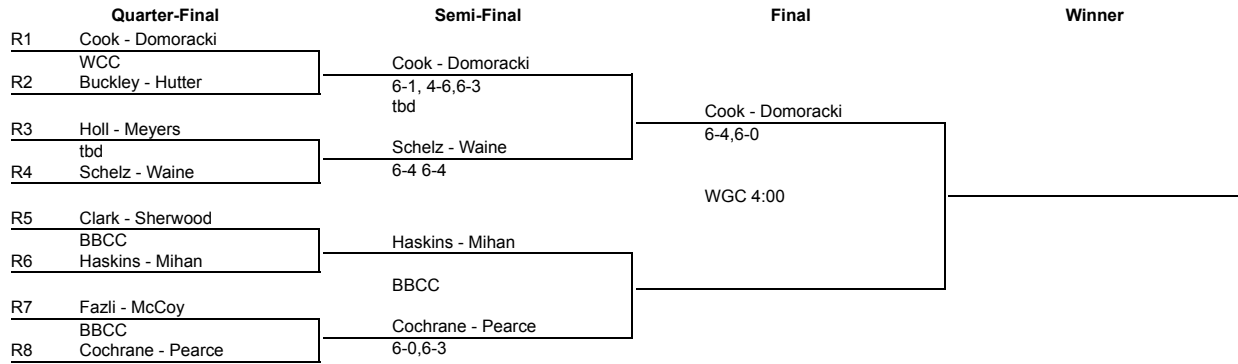 Quarter-Final Semi-Final Final Winner
R1 Cook - Domoracki
WCC
R2 Buckley - Hutter
Cook - Domoracki
6-1, 4-6,6-3
tbd
R3 Holl - Meyers
tbd
R4 Schelz - Waine
Schelz - Waine
6-4 6-4
Cook - Domoracki
6-4,6-0
WGC 4:00
R5 Clark - Sherwood
BBCC
R6 Haskins - Mihan
Haskins - Mihan
BBCC
R7 Fazli - McCoy
BBCC
R8 Cochrane - Pearce
Cochrane - Pearce
6-0,6-3